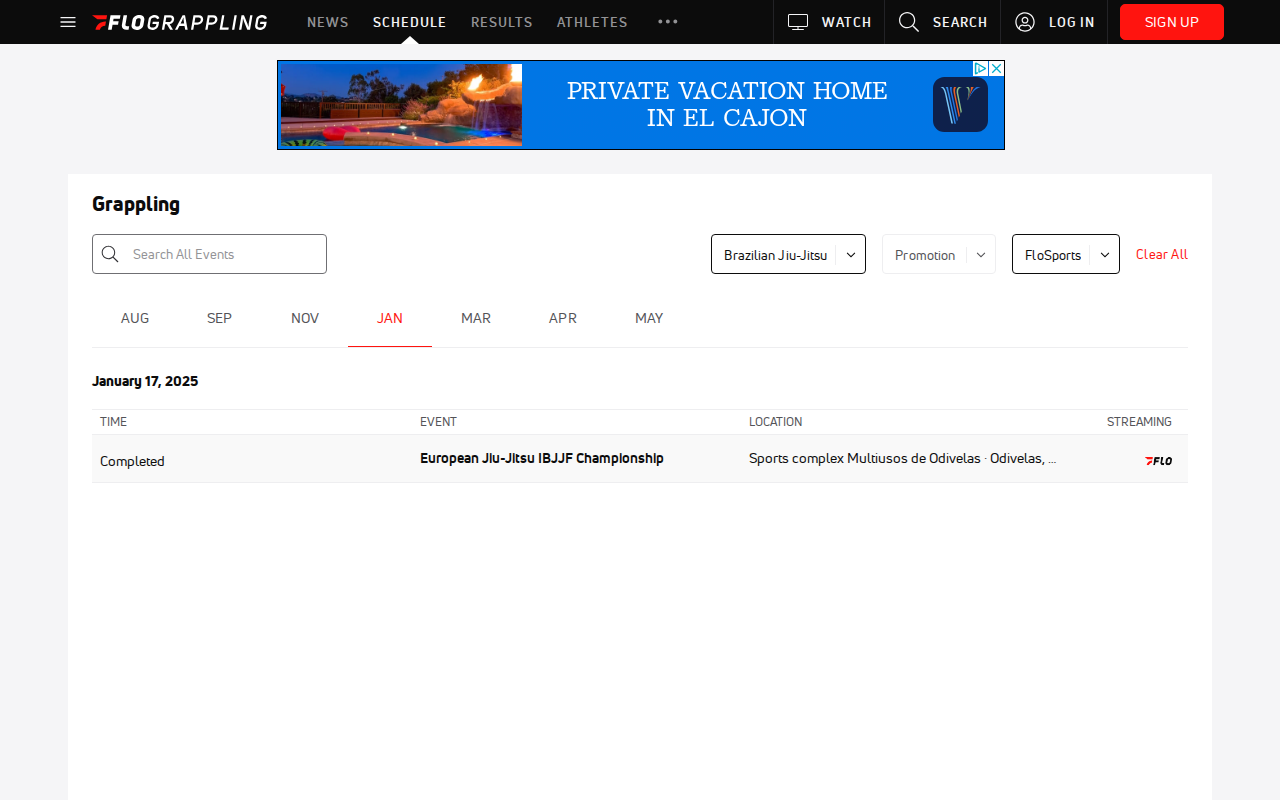 FLOGRAPPLING
NEWS
SCHEDULE
RESULTS
ATHLETES
WATCH
SEARCH
LOG IN
SIGN UP
PRIVATE VACATION HOME
IN EL CAJON
Grappling
Search All Events
Brazilian Jiu-Jitsu
Promotion
FloSports
Clear All
AUG
SEP
NOV
JAN
MAR
APR
MAY
January 17, 2025
TIME
EVENT
LOCATION
STREAMING
Completed
European Jiu-Jitsu IBJJF Championship
Sports complex Multiusos de Odivelas · Odivelas, ...
FLO